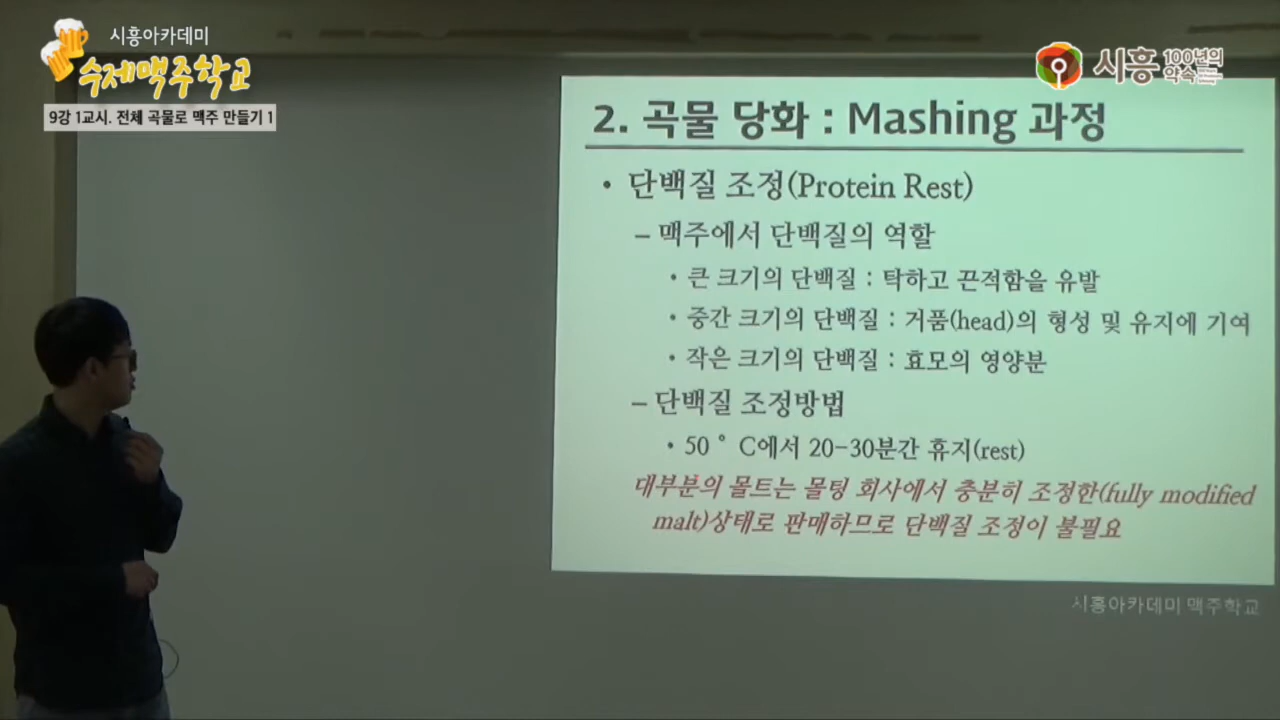 시흥아카데미
수제맥주학교
9강 1교시. 전체 곡물로 맥주 만들기 1
시흥 100년의 약속
2. 곡물 당화 : Mashing 과정
• 단백질 조정(Protein Rest)
– 맥주에서 단백질의 역할
• 큰 크기의 단백질 : 탁하고 끈적함을 유발
• 중간 크기의 단백질 : 거품(head)의 형성 및 유지에 기여
• 작은 크기의 단백질 : 효모의 영양분
– 단백질 조정방법
• 50 ° C에서 20-30분간 휴지(rest)
대부분의 몰트는 몰팅 회사에서 충분히 조정한(fully modified
malt)상태로 판매하므로 단백질 조정이 불필요
시흥아카데미 맥주학교